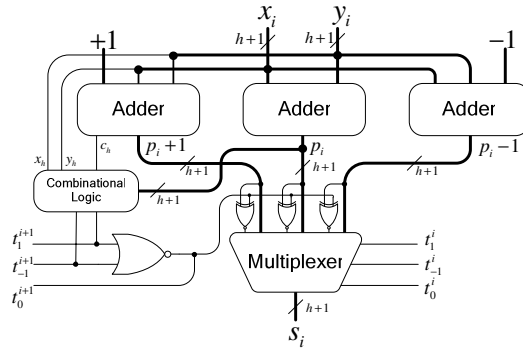 x_i y_i
+1 h+1 h+1 -1
Adder Adder Adder
x_h y_h c_h p_i+1 p_i p_i-1
h+1 h+1 h+1
Combinational
Logic
h+1
t_1^{i+1} t_1^i
t_{-1}^{i+1} Multiplexer t_{-1}^i
t_0^{i+1} t_0^i
h+1
s_i